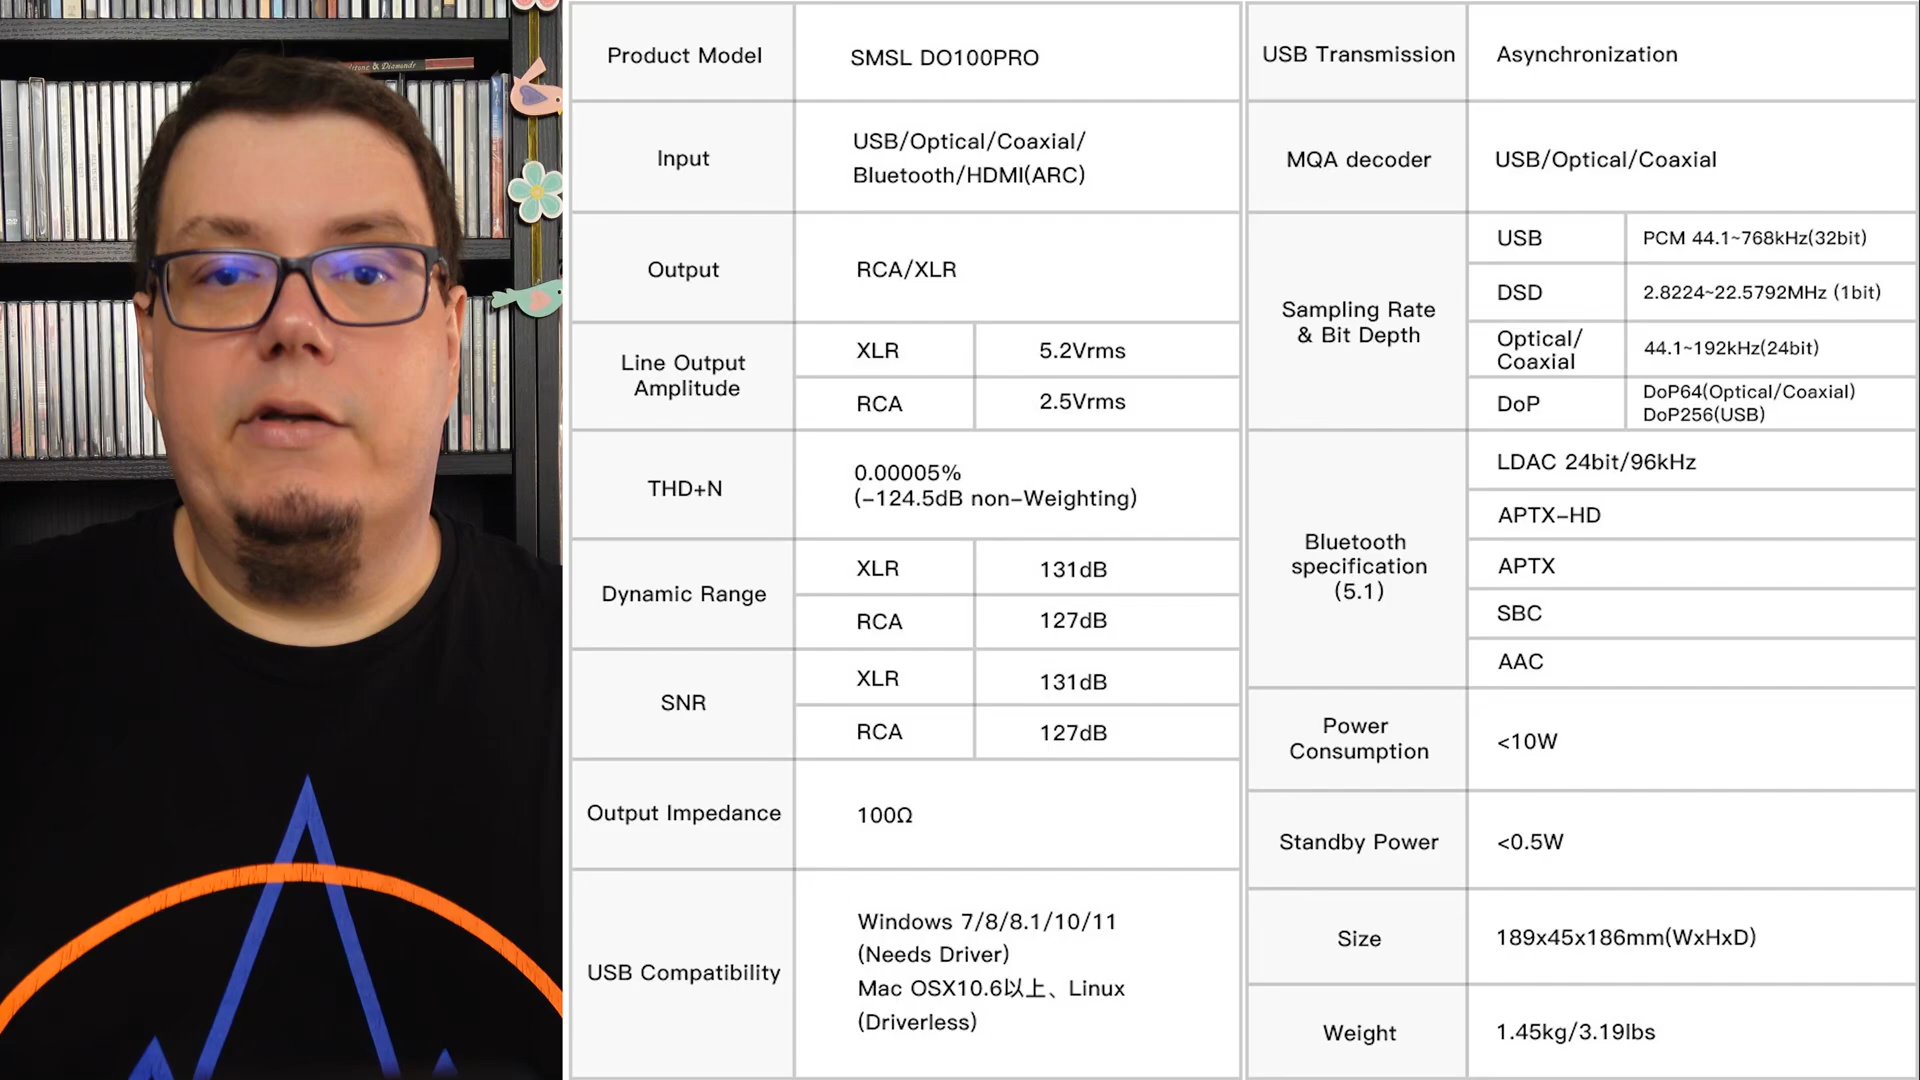 Product Model
SMSL DO100PRO
Input
USB/Optical/Coaxial/
Bluetooth/HDMI(ARC)
Output
RCA/XLR
Line Output
Amplitude
XLR
5.2Vrms
RCA
2.5Vrms
THD+N
0.00005%
(-124.5dB non-Weighting)
Dynamic Range
XLR
131dB
RCA
127dB
SNR
XLR
131dB
RCA
127dB
Output Impedance
100Ω
USB Compatibility
Windows 7/8/8.1/10/11
(Needs Driver)
Mac OSX10.6以上、Linux
(Driverless)
USB Transmission
Asynchronization
MQA decoder
USB/Optical/Coaxial
Sampling Rate
& Bit Depth
USB
PCM 44.1~768kHz(32bit)
DSD
2.8224~22.5792MHz (1bit)
Optical/
Coaxial
44.1~192kHz(24bit)
DoP
DoP64(Optical/Coaxial)
DoP256(USB)
Bluetooth
specification
(5.1)
LDAC 24bit/96kHz
APTX-HD
APTX
SBC
AAC
Power
Consumption
<10W
Standby Power
<0.5W
Size
189x45x186mm(WxHxD)
Weight
1.45kg/3.19lbs